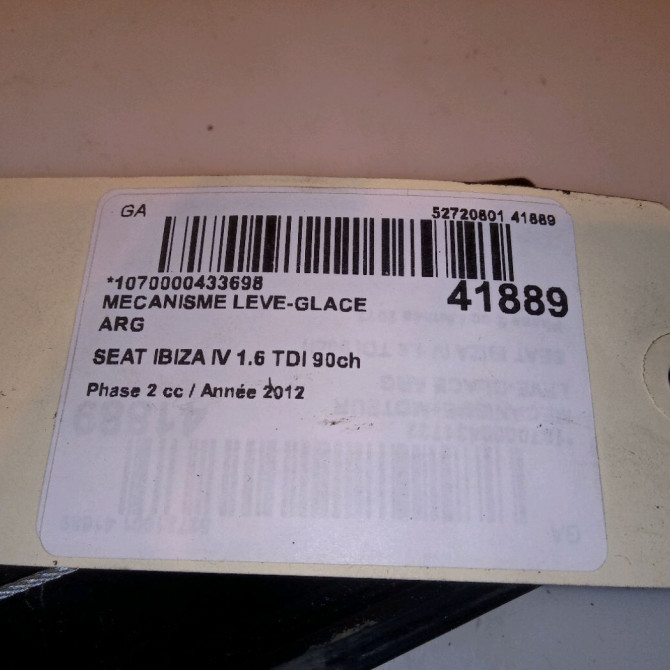 GA
52720801 41889
*1070000433698
41889
MECANISME LEVE-GLACE
ARG
SEAT IBIZA IV 1.6 TDI 90ch
Phase 2 cc / Année 2012